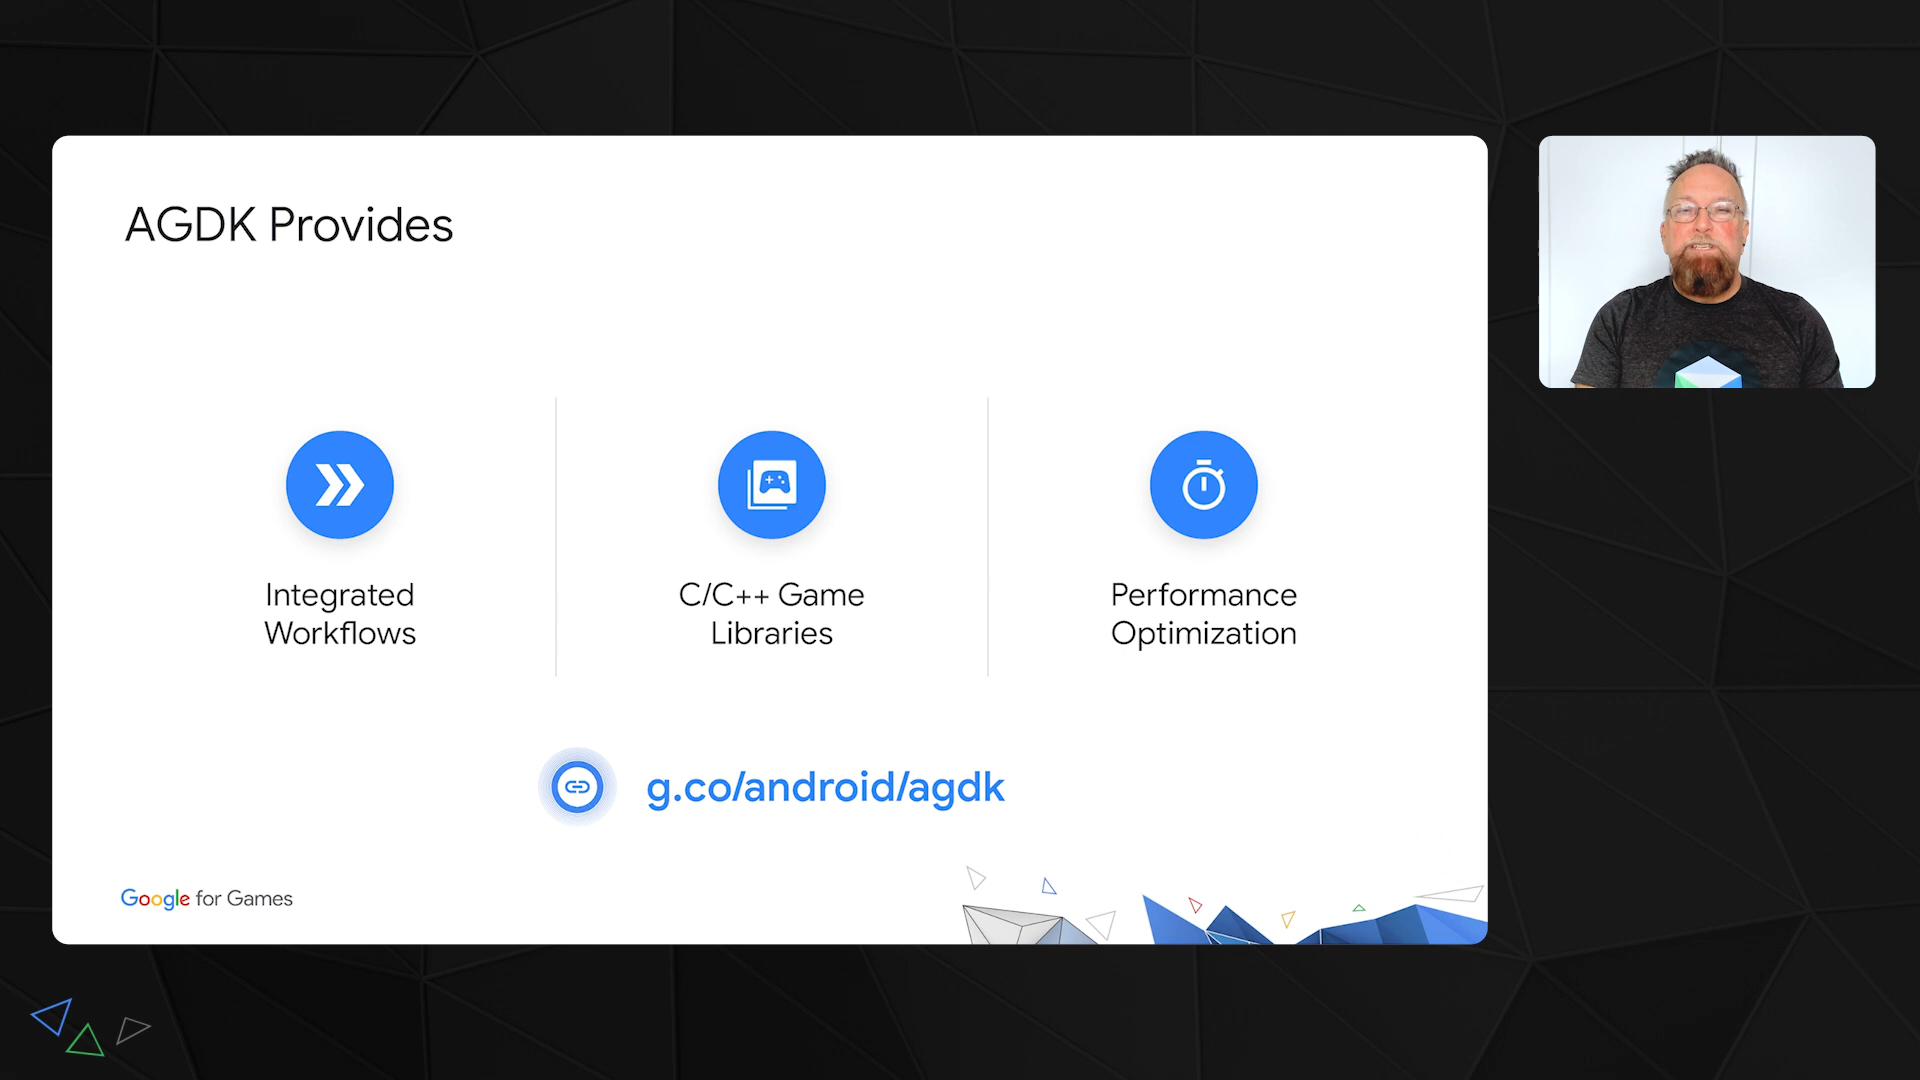 AGDK Provides
Integrated
Workflows
C/C++ Game
Libraries
Performance
Optimization
g.co/android/agdk
Google for Games